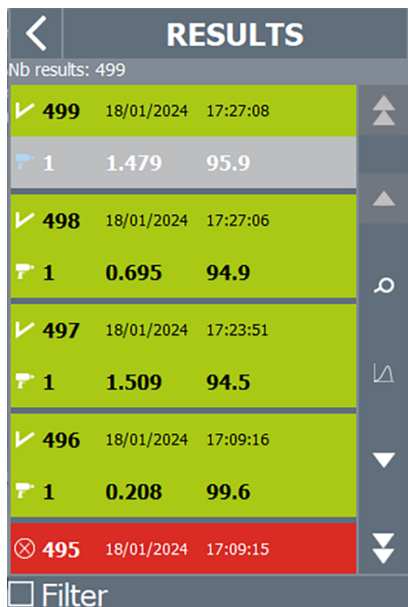 RESULTS
Nb results: 499
499 18/01/2024 17:27:08
1 1.479 95.9
498 18/01/2024 17:27:06
1 0.695 94.9
497 18/01/2024 17:23:51
1 1.509 94.5
496 18/01/2024 17:09:16
1 0.208 99.6
495 18/01/2024 17:09:15
Filter